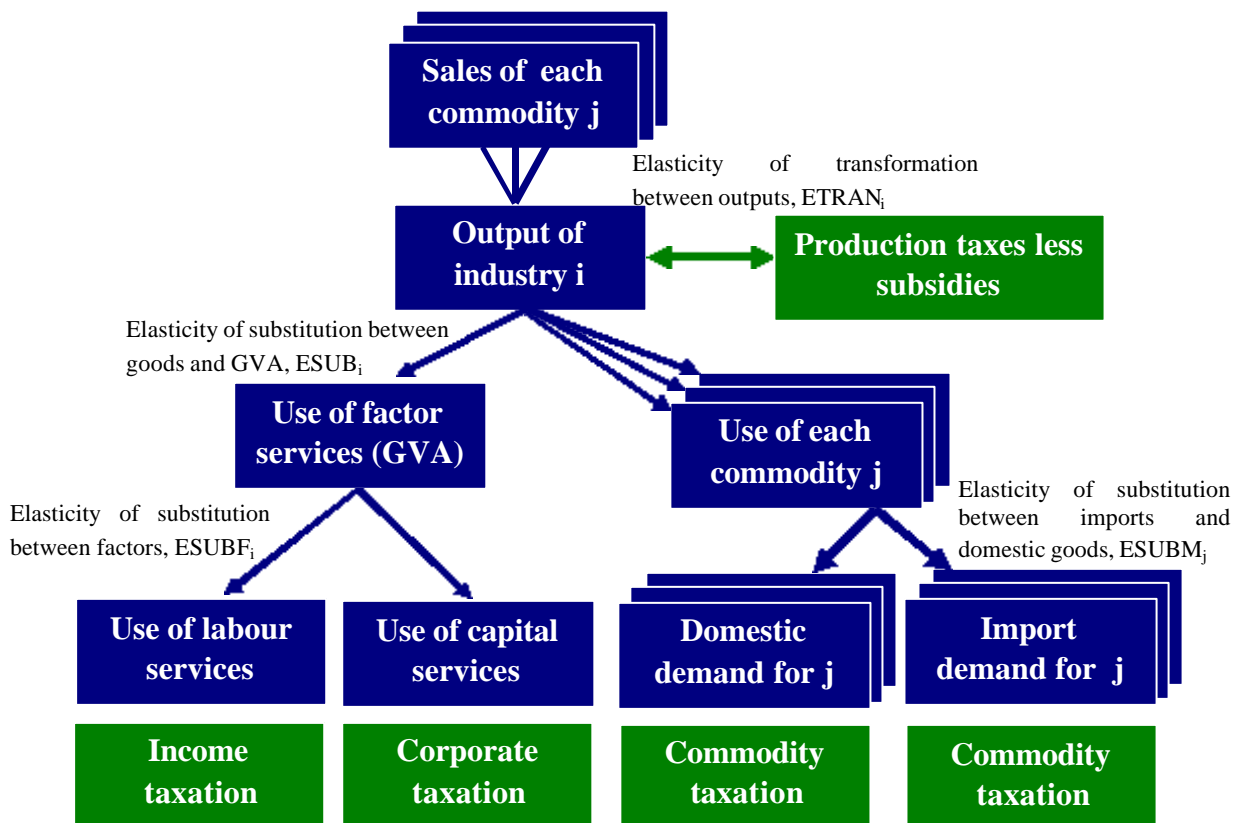 Sales of each
commodity j
Elasticity of transformation
between outputs, ETRANi
Output of
industry i
Production taxes less
subsidies
Elasticity of substitution between
goods and GVA, ESUBi
Use of factor
services (GVA)
Use of each
commodity j
Elasticity of substitution
between factors, ESUBFi
Elasticity of substitution
between imports and
domestic goods, ESUBMj
Use of labour
services
Use of capital
services
Domestic
demand for j
Import
demand for j
Income
taxation
Corporate
taxation
Commodity
taxation
Commodity
taxation